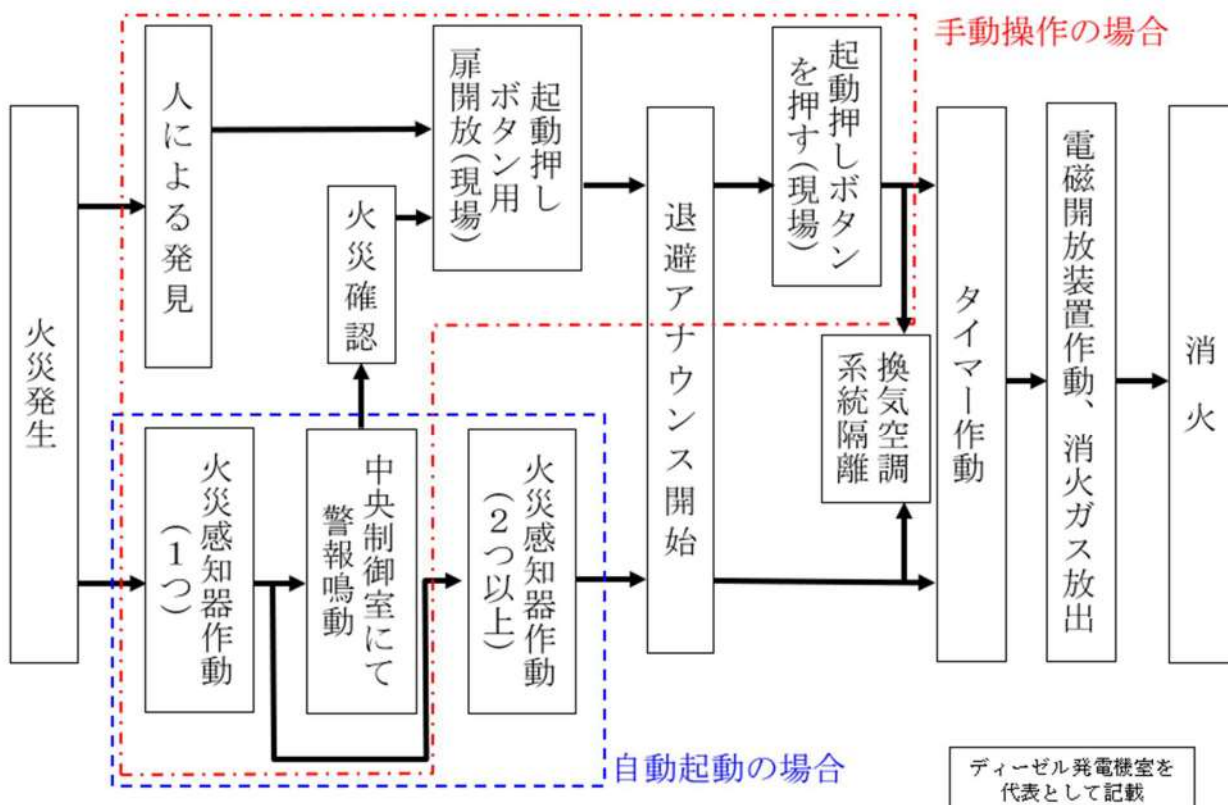 手動操作の場合
火災発生
人による発見
火災感知器作動
(1つ)
火災確認
中央制御室にて
警報鳴動
起動押し
ボタン用
扉開放(現場)
火災感知器作動
(2つ以上)
退避アナウンス開始
起動押しボタン
を押す(現場)
換気空調
系統隔離
タイマー作動
電磁開放装置作動、消火ガス放出
消火
自動起動の場合
ディーゼル発電機室を
代表として記載